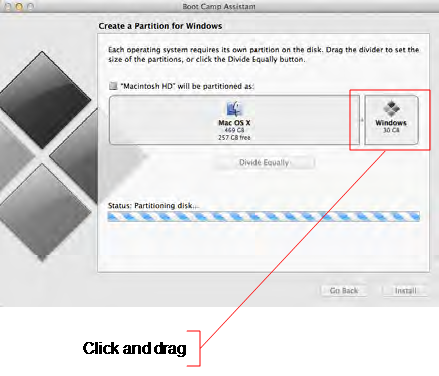 Boot Camp Assistant
Create a Partition for Windows
Each operating system requires its own partition on the disk. Drag the divider to set
the size of the partitions, or click the Divide Equally button.
"Macintosh HD" will be partitioned as:
Mac OS X
469 GB
257 GB free
Windows
30 GB
Divide Equally
Status: Partitioning disk...
Go Back
Install
Click and drag